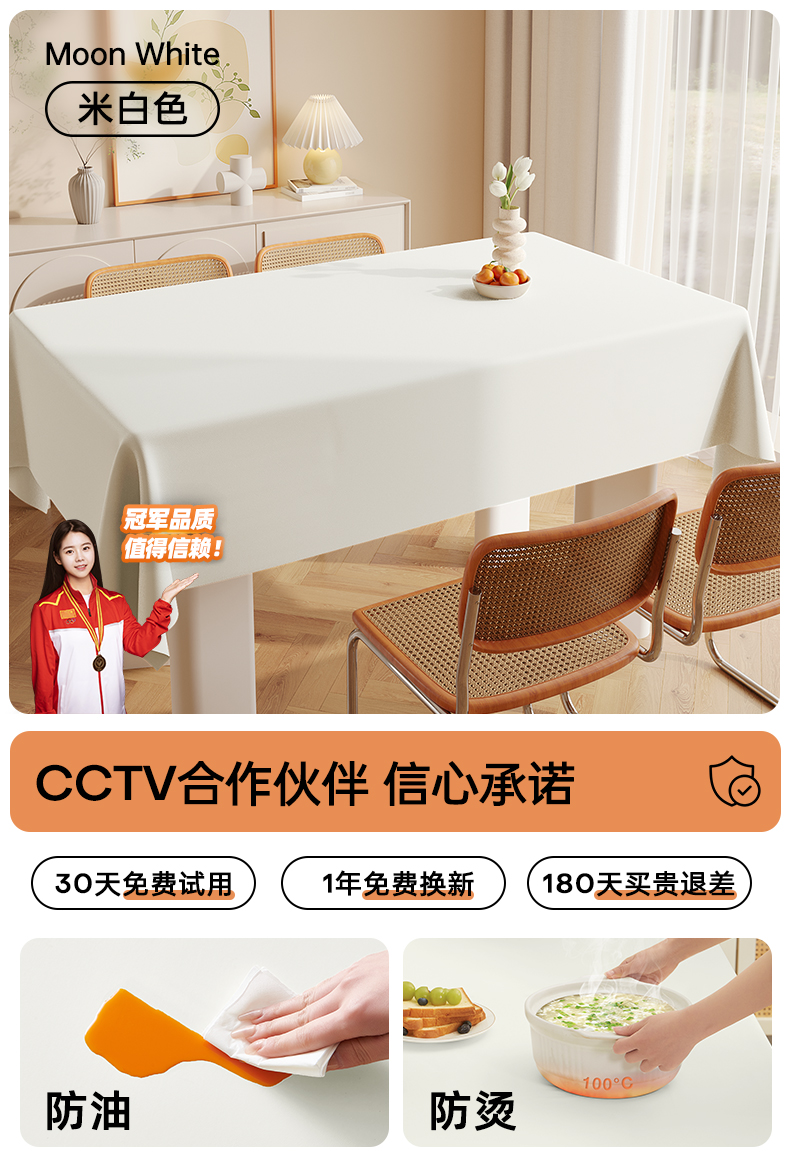 Moon White
米白色
冠军品质
值得信赖!
CCTV合作伙伴 信心承诺
30天免费试用
1年免费换新
180天买贵退差
100°C
防油
防烫